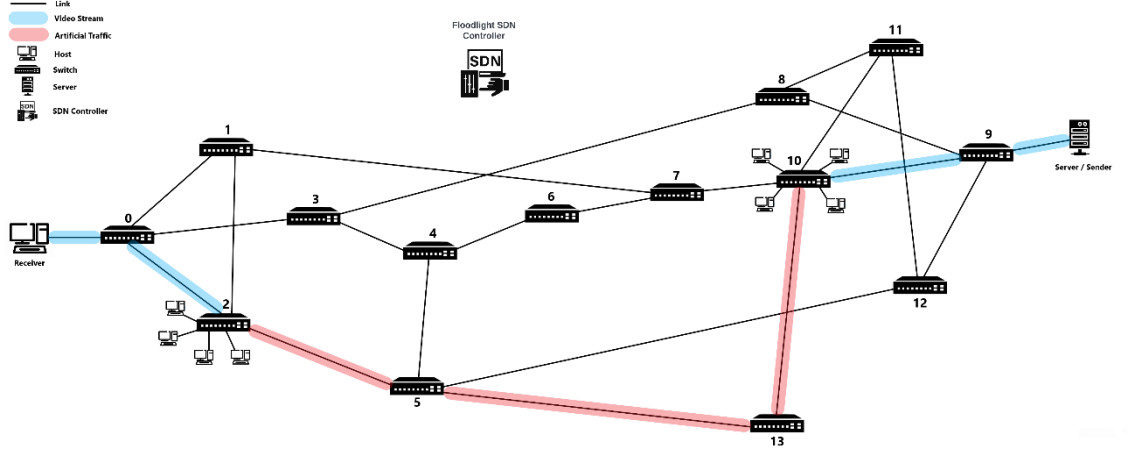 Link
Video Stream
Artificial Traffic
Host
Switch
Server
SDN
SDN Controller
Floodlight SDN
Controller
SDN
11
8
1
9
10
Server / Sender
7
3
6
0
4
Receiver
2
12
5
13